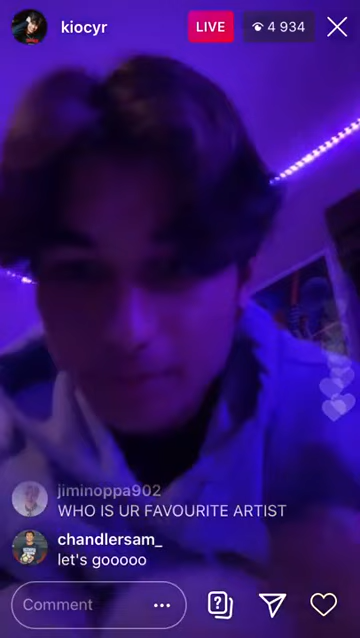 kiocyr
LIVE
4 934
jiminoppa902
WHO IS UR FAVOURITE ARTIST
chandlersam_
let's gooooo
Comment